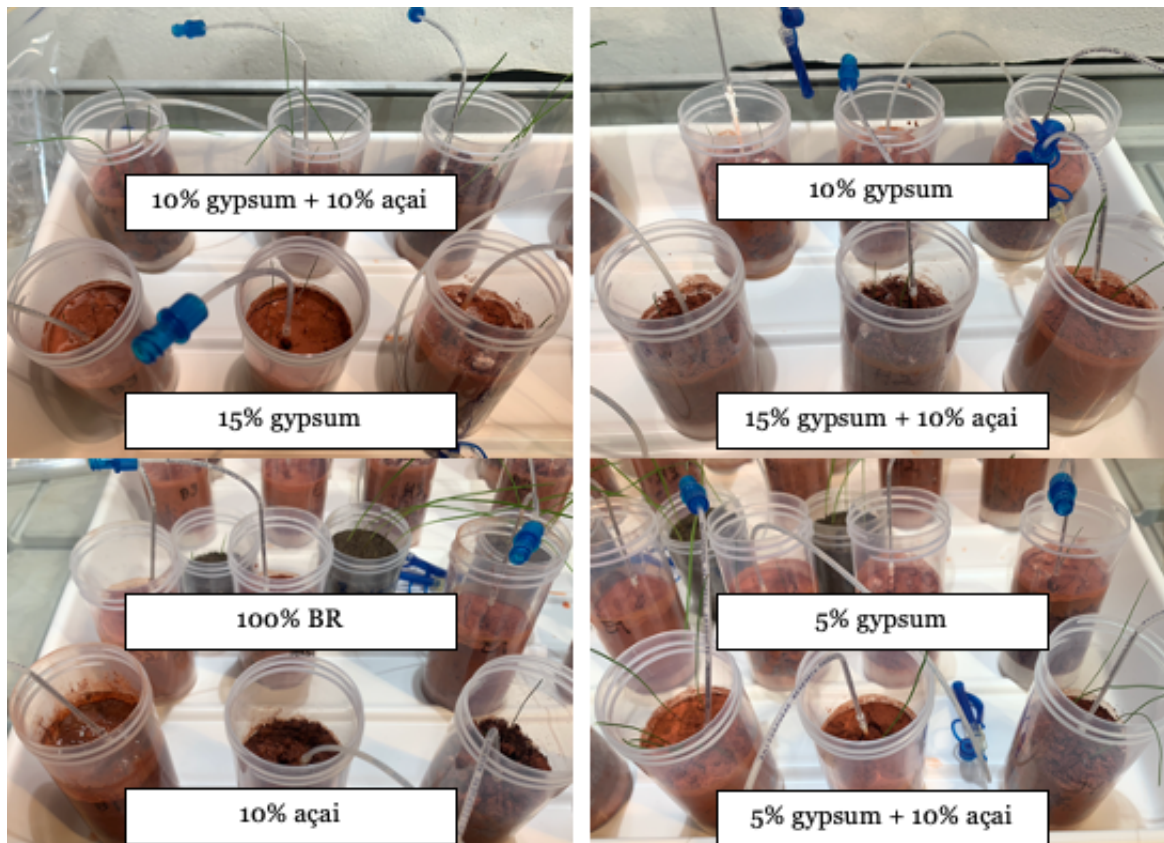 10% gypsum + 10% açai
10% gypsum
15% gypsum
15% gypsum + 10% açai
100% BR
5% gypsum
10% açai
5% gypsum + 10% açai